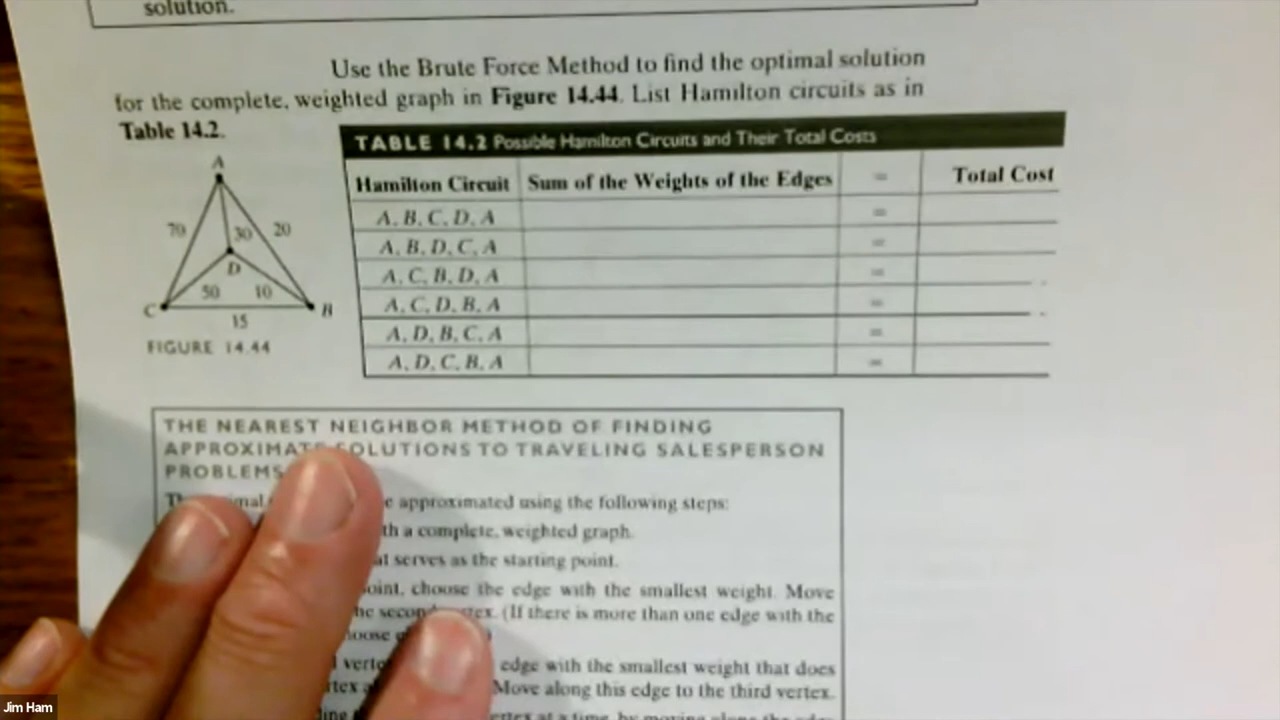 solution.
Use the Brute Force Method to find the optimal solution
for the complete, weighted graph in Figure 14.44. List Hamilton circuits as in
Table 14.2.
A
70
30
20
D
50
10
C
B
15
FIGURE 14.44
TABLE 14.2 Possible Hamilton Circuits and Their Total Costs
Hamilton Circuit Sum of the Weights of the Edges = Total Cost
A, B, C, D, A =
A, B, D, C, A =
A, C, B, D, A =
A, C, D, B, A =
A, D, B, C, A =
A, D, C, B, A =
THE NEAREST NEIGHBOR METHOD OF FINDING
APPROXIMATE SOLUTIONS TO TRAVELING SALESPERSON
PROBLEMS
approximated using the following steps:
a complete, weighted graph.
serves as the starting point.
choose the edge with the smallest weight. Move
(If there is more than one edge with the
edge with the smallest weight that does
Move along this edge to the third vertex.
at a time, by moving along the
Jim Ham